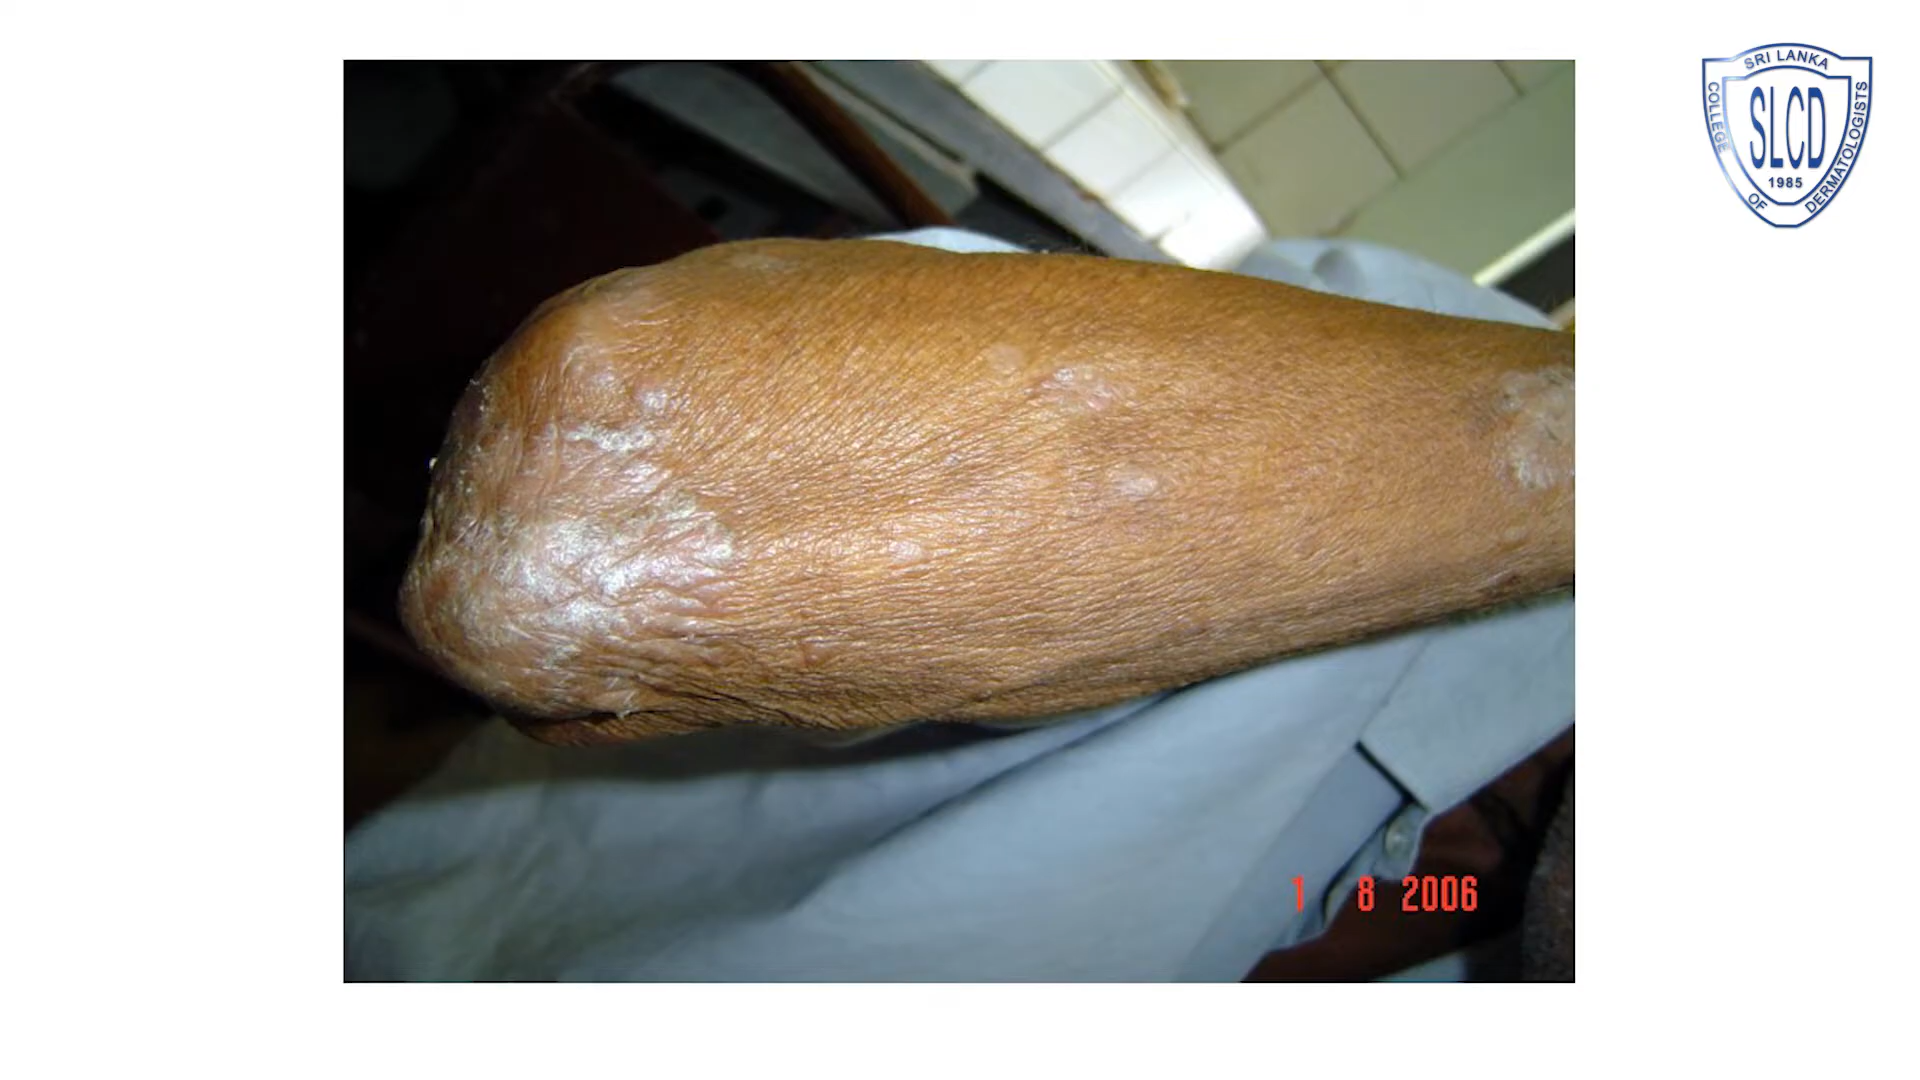 SRI LANKA
COLLEGE
SLCD
1985
OF
DERMATOLOGISTS
1 8 2006